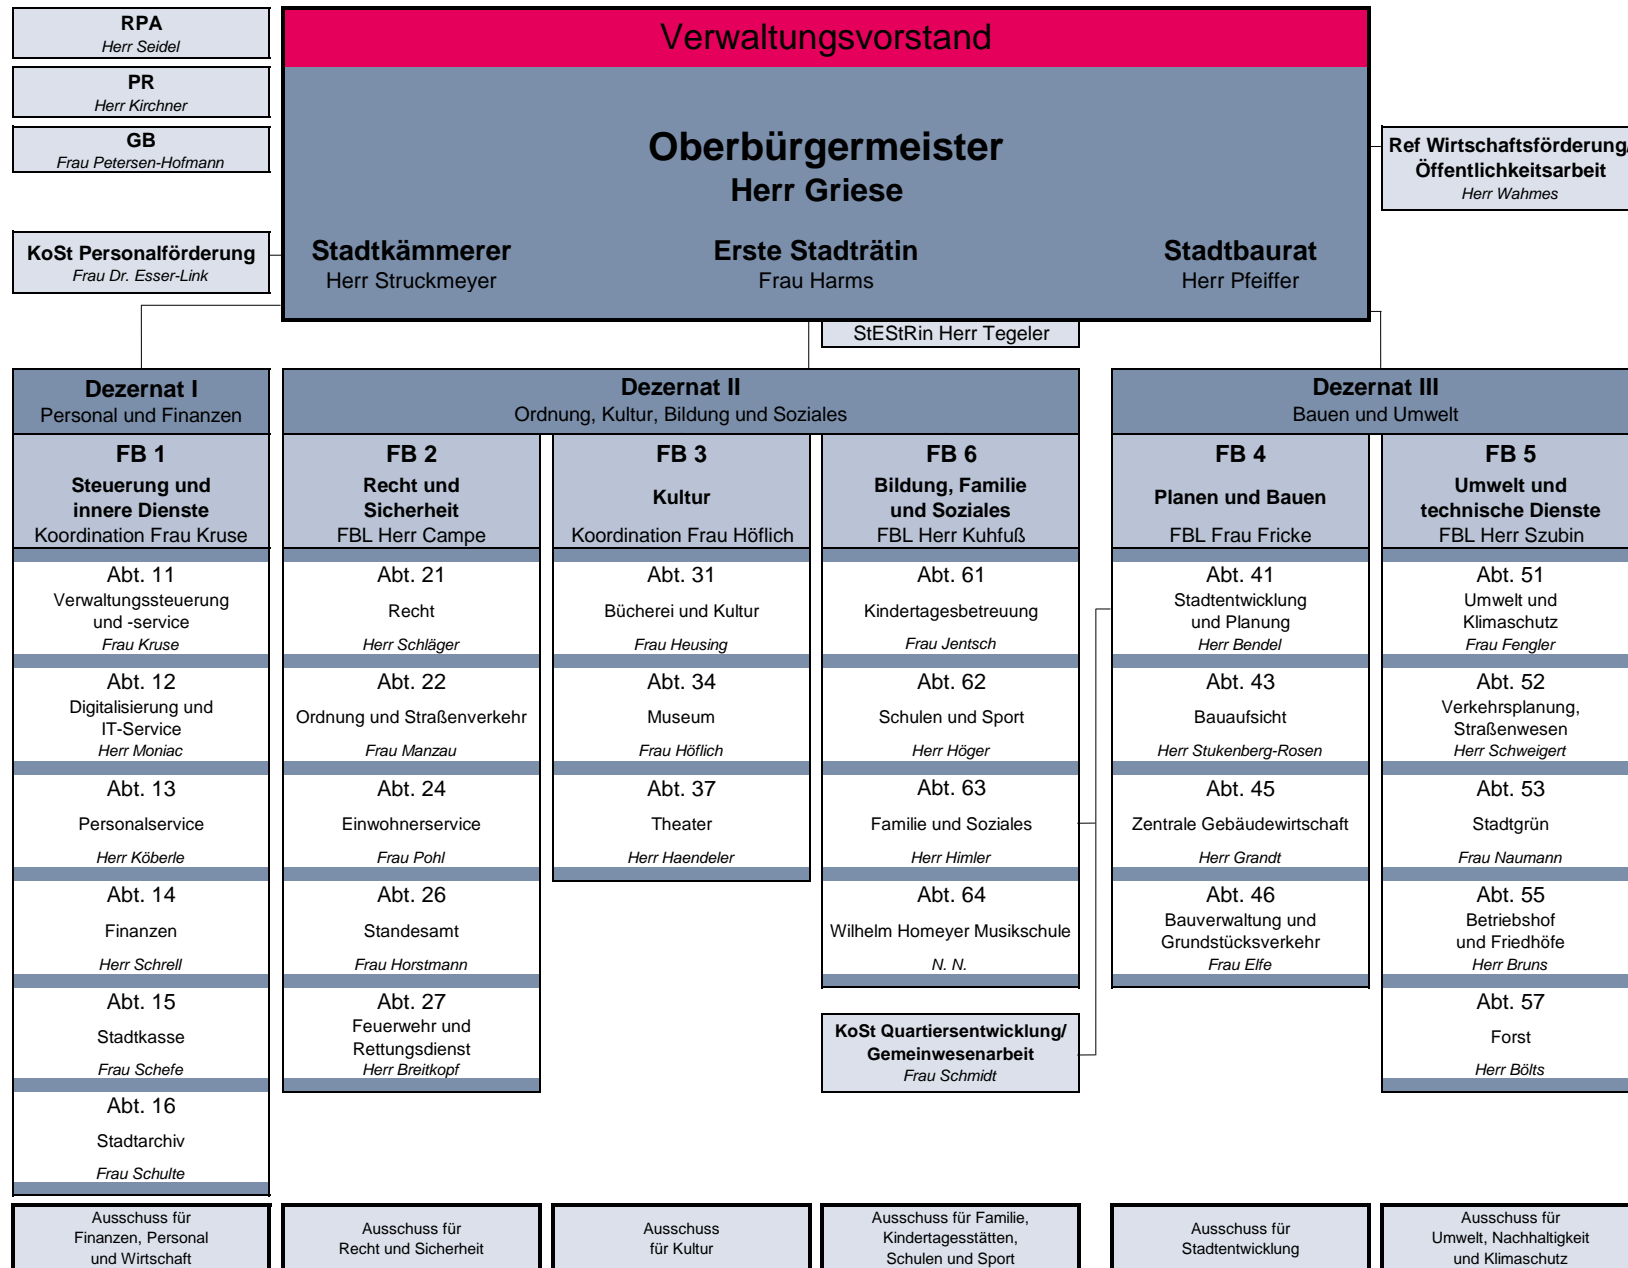 RPA
Herr Seidel
PR
Herr Kirchner
GB
Frau Petersen-Hofmann
KoSt Personalförderung
Frau Dr. Esser-Link
Verwaltungsvorstand
Oberbürgermeister
Herr Griese
Stadtkämmerer
Herr Struckmeyer
Erste Stadträtin
Frau Harms
Stadtbaurat
Herr Pfeiffer
Ref Wirtschaftsförderung/
Öffentlichkeitsarbeit
Herr Wahmes
StEStRin Herr Tegeler
Dezernat I
Personal und Finanzen
Dezernat II
Ordnung, Kultur, Bildung und Soziales
Dezernat III
Bauen und Umwelt
FB 1
Steuerung und
innere Dienste
Koordination Frau Kruse
Abt. 11
Verwaltungssteuerung
und -service
Frau Kruse
Abt. 12
Digitalisierung und
IT-Service
Herr Moniac
Abt. 13
Personalservice
Herr Köberle
Abt. 14
Finanzen
Herr Schrell
Abt. 15
Stadtkasse
Frau Schefe
Abt. 16
Stadtarchiv
Frau Schulte
Ausschuss für
Finanzen, Personal
und Wirtschaft
FB 2
Recht und
Sicherheit
FBL Herr Campe
Abt. 21
Recht
Herr Schläger
Abt. 22
Ordnung und Straßenverkehr
Frau Manzau
Abt. 24
Einwohnerservice
Frau Pohl
Abt. 26
Standesamt
Frau Horstmann
Abt. 27
Feuerwehr und
Rettungsdienst
Herr Breitkopf
Ausschuss für
Recht und Sicherheit
FB 3
Kultur
Koordination Frau Höflich
Abt. 31
Bücherei und Kultur
Frau Heusing
Abt. 34
Museum
Frau Höflich
Abt. 37
Theater
Herr Haendeler
Ausschuss
für Kultur
FB 6
Bildung, Familie
und Soziales
FBL Herr Kuhfuß
Abt. 61
Kindertagesbetreuung
Frau Jentsch
Abt. 62
Schulen und Sport
Herr Höger
Abt. 63
Familie und Soziales
Herr Himler
Abt. 64
Wilhelm Homeyer Musikschule
N. N.
KoSt Quartiersentwicklung/
Gemeinwesenarbeit
Frau Schmidt
Ausschuss für Familie,
Kindertagesstätten,
Schulen und Sport
FB 4
Planen und Bauen
FBL Frau Fricke
Abt. 41
Stadtentwicklung
und Planung
Herr Bendel
Abt. 43
Bauaufsicht
Herr Stukenberg-Rosen
Abt. 45
Zentrale Gebäudewirtschaft
Herr Grandt
Abt. 46
Bauverwaltung und
Grundstücksverkehr
Frau Elfe
Ausschuss für
Stadtentwicklung
FB 5
Umwelt und
technische Dienste
FBL Herr Szubin
Abt. 51
Umwelt und
Klimaschutz
Frau Fengler
Abt. 52
Verkehrsplanung,
Straßenwesen
Herr Schweigert
Abt. 53
Stadtgrün
Frau Naumann
Abt. 55
Betriebshof
und Friedhöfe
Herr Bruns
Abt. 57
Forst
Herr Bölts
Ausschuss für
Umwelt, Nachhaltigkeit
und Klimaschutz